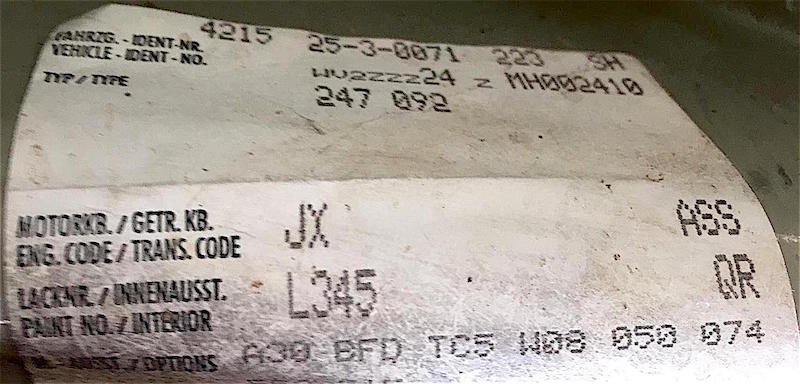 4215 25-3-0071 223 SH
FAHRZG. - IDENT-NR.
VEHICLE - IDENT - NO. WV2ZZZ24 Z MH002410
TYP / TYPE 247 092
MOTORKB. / GETR. KB. JX ASS
ENG. CODE / TRANS. CODE
LACKNR. / INNENAUSST. L345 QR
PAINT NO. / INTERIOR
OPTIONS A30 BFD TC5 W08 050 074